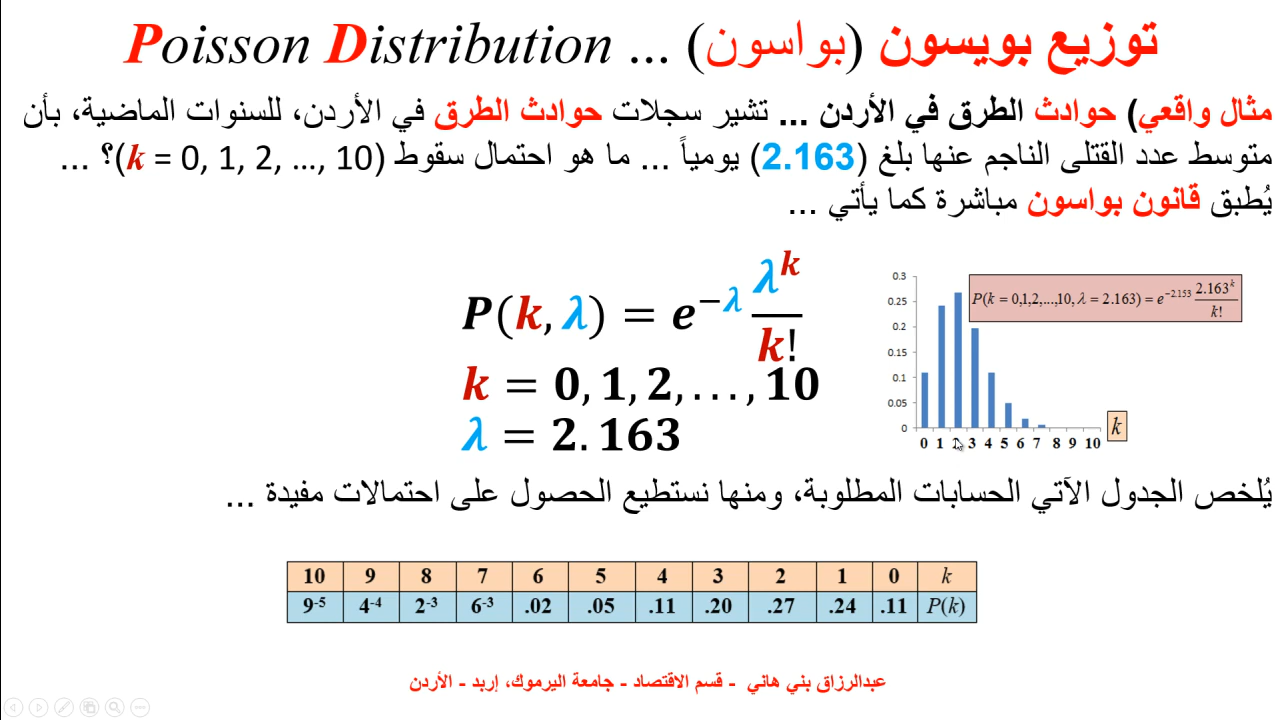 توزيع بويسون (بواسون) ... Poisson Distribution
مثال واقعي) حوادث الطرق في الأردن ... تشير سجلات حوادث الطرق في الأردن، للسنوات الماضية، بأن
متوسط عدد القتلى الناجم عنها بلغ (2.163) يومياً ... ما هو احتمال سقوط (k = 0, 1, 2, ..., 10)؟ ...
يُطبق قانون بواسون مباشرة كما يأتي ...
P(k, λ) = e^{-λ} λ^k / k!
k = 0, 1, 2, ..., 10
λ = 2.163
0.3
0.25
0.2
0.15
0.1
0.05
0
P(k = 0,1,2,...,10, λ = 2.163) = e^{-2.153} 2.163^k / k!
0 1 2 3 4 5 6 7 8 9 10
k
يُلخص الجدول الآتي الحسابات المطلوبة، ومنها نستطيع الحصول على احتمالات مفيدة ...
10 9 8 7 6 5 4 3 2 1 0 k
9^{-5} 4^{-4} 2^{-3} 6^{-3} .02 .05 .11 .20 .27 .24 .11 P(k)
عبدالرزاق بني هاني - قسم الاقتصاد - جامعة اليرموك، إربد - الأردن